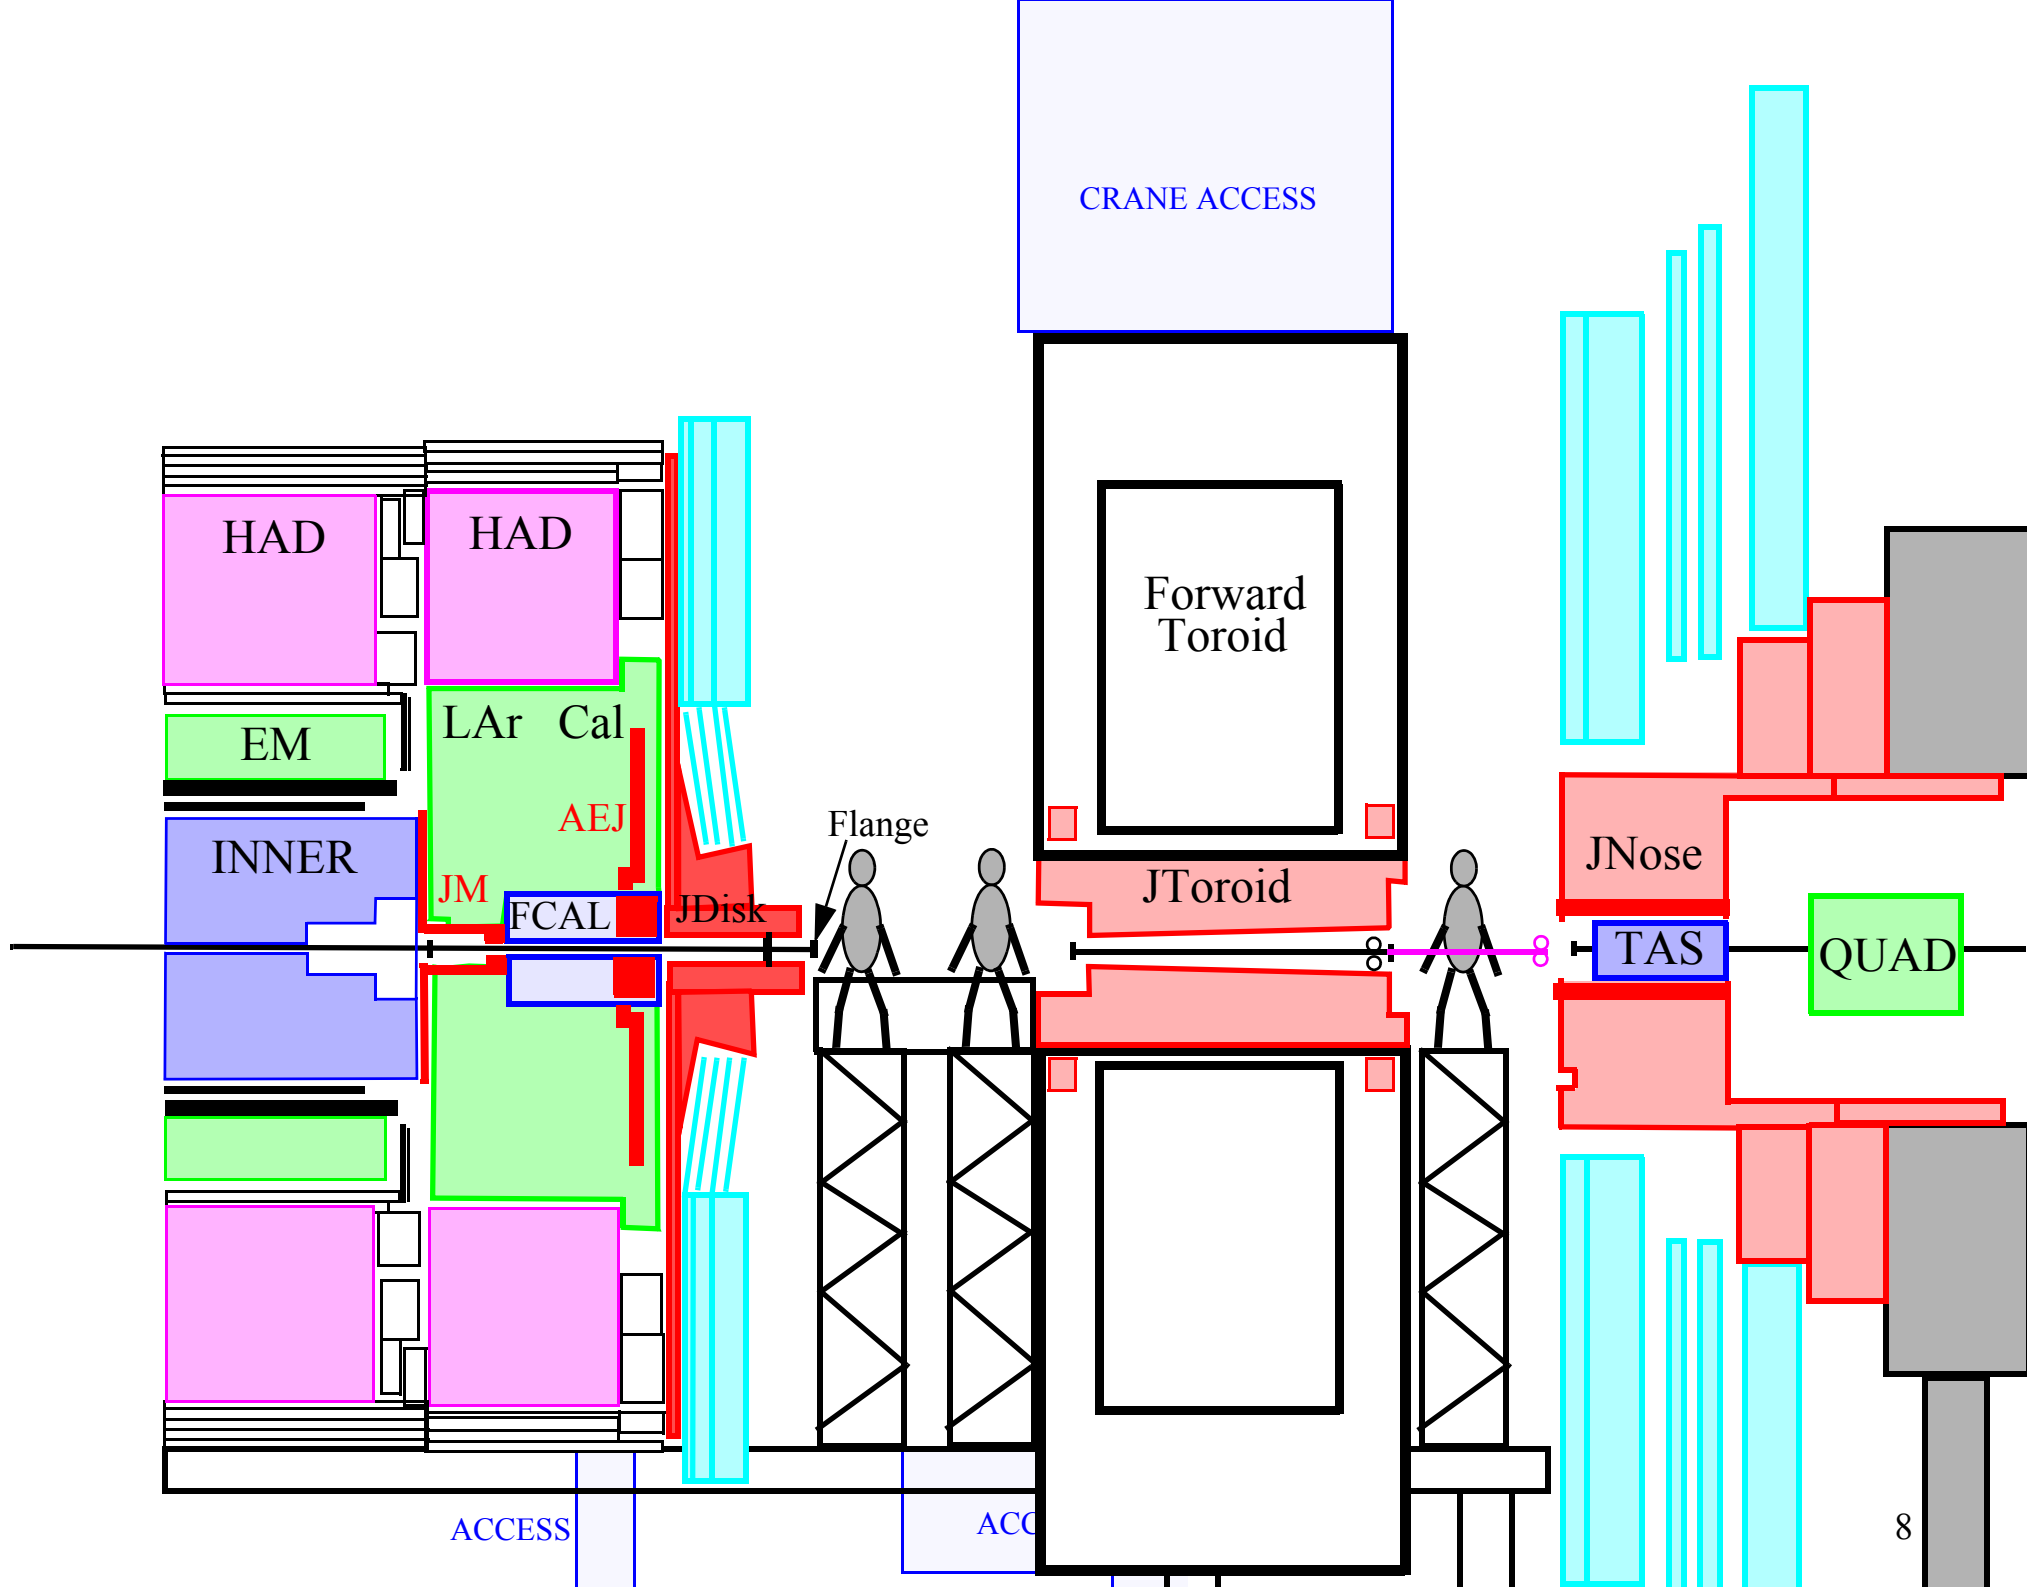 CRANE ACCESS
HAD
HAD
Forward
Toroid
LAr Cal
EM
AEJ
Flange
INNER
JM
JToroid
JNose
FCAL
JDisk
TAS
QUAD
ACCESS
ACC
8